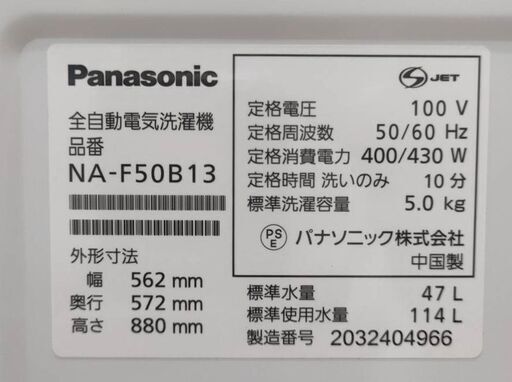 Panasonic
全自動電気洗濯機
品番
NA-F50B13
外形寸法
幅 562 mm
奥行 572 mm
高さ 880 mm
S JET
定格電圧 100 V
定格周波数 50/60 Hz
定格消費電力 400/430 W
定格時間 洗いのみ 10 分
標準洗濯容量 5.0 kg
PS
E パナソニック株式会社
中国製
標準水量 47 L
標準使用水量 114 L
製造番号 2032404966